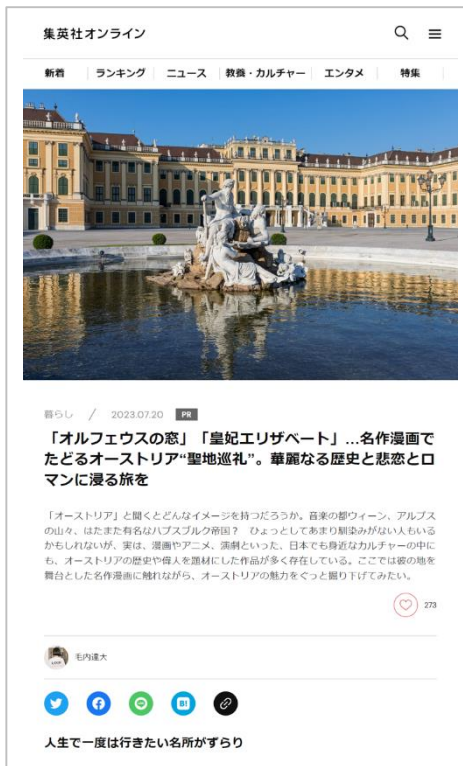 集英社オンライン
新着 ランキング ニュース 教養・カルチャー エンタメ 特集
暮らし / 2023.07.20 PR
「オルフェウスの窓」「皇妃エリザベート」…名作漫画で
たどるオーストリア“聖地巡礼”。華麗なる歴史と悲恋とロ
マンに浸る旅を
「オーストリア」と聞くとどんなイメージを持つだろうか。音楽の都ウィーン、アルプス
の山々、はたまた有名なハプスブルク帝国？ ひょっとしてあまり馴染みがない人もいる
かもしれないが、実は、漫画やアニメ、演劇といった、日本でも身近なカルチャーの中に
も、オーストリアの歴史や偉人を題材にした作品が多く存在している。ここでは彼の地を
舞台とした名作漫画に触れながら、オーストリアの魅力をぐっと掘り下げてみたい。
273
毛内達大
B!
人生で一度は行きたい名所がずらり